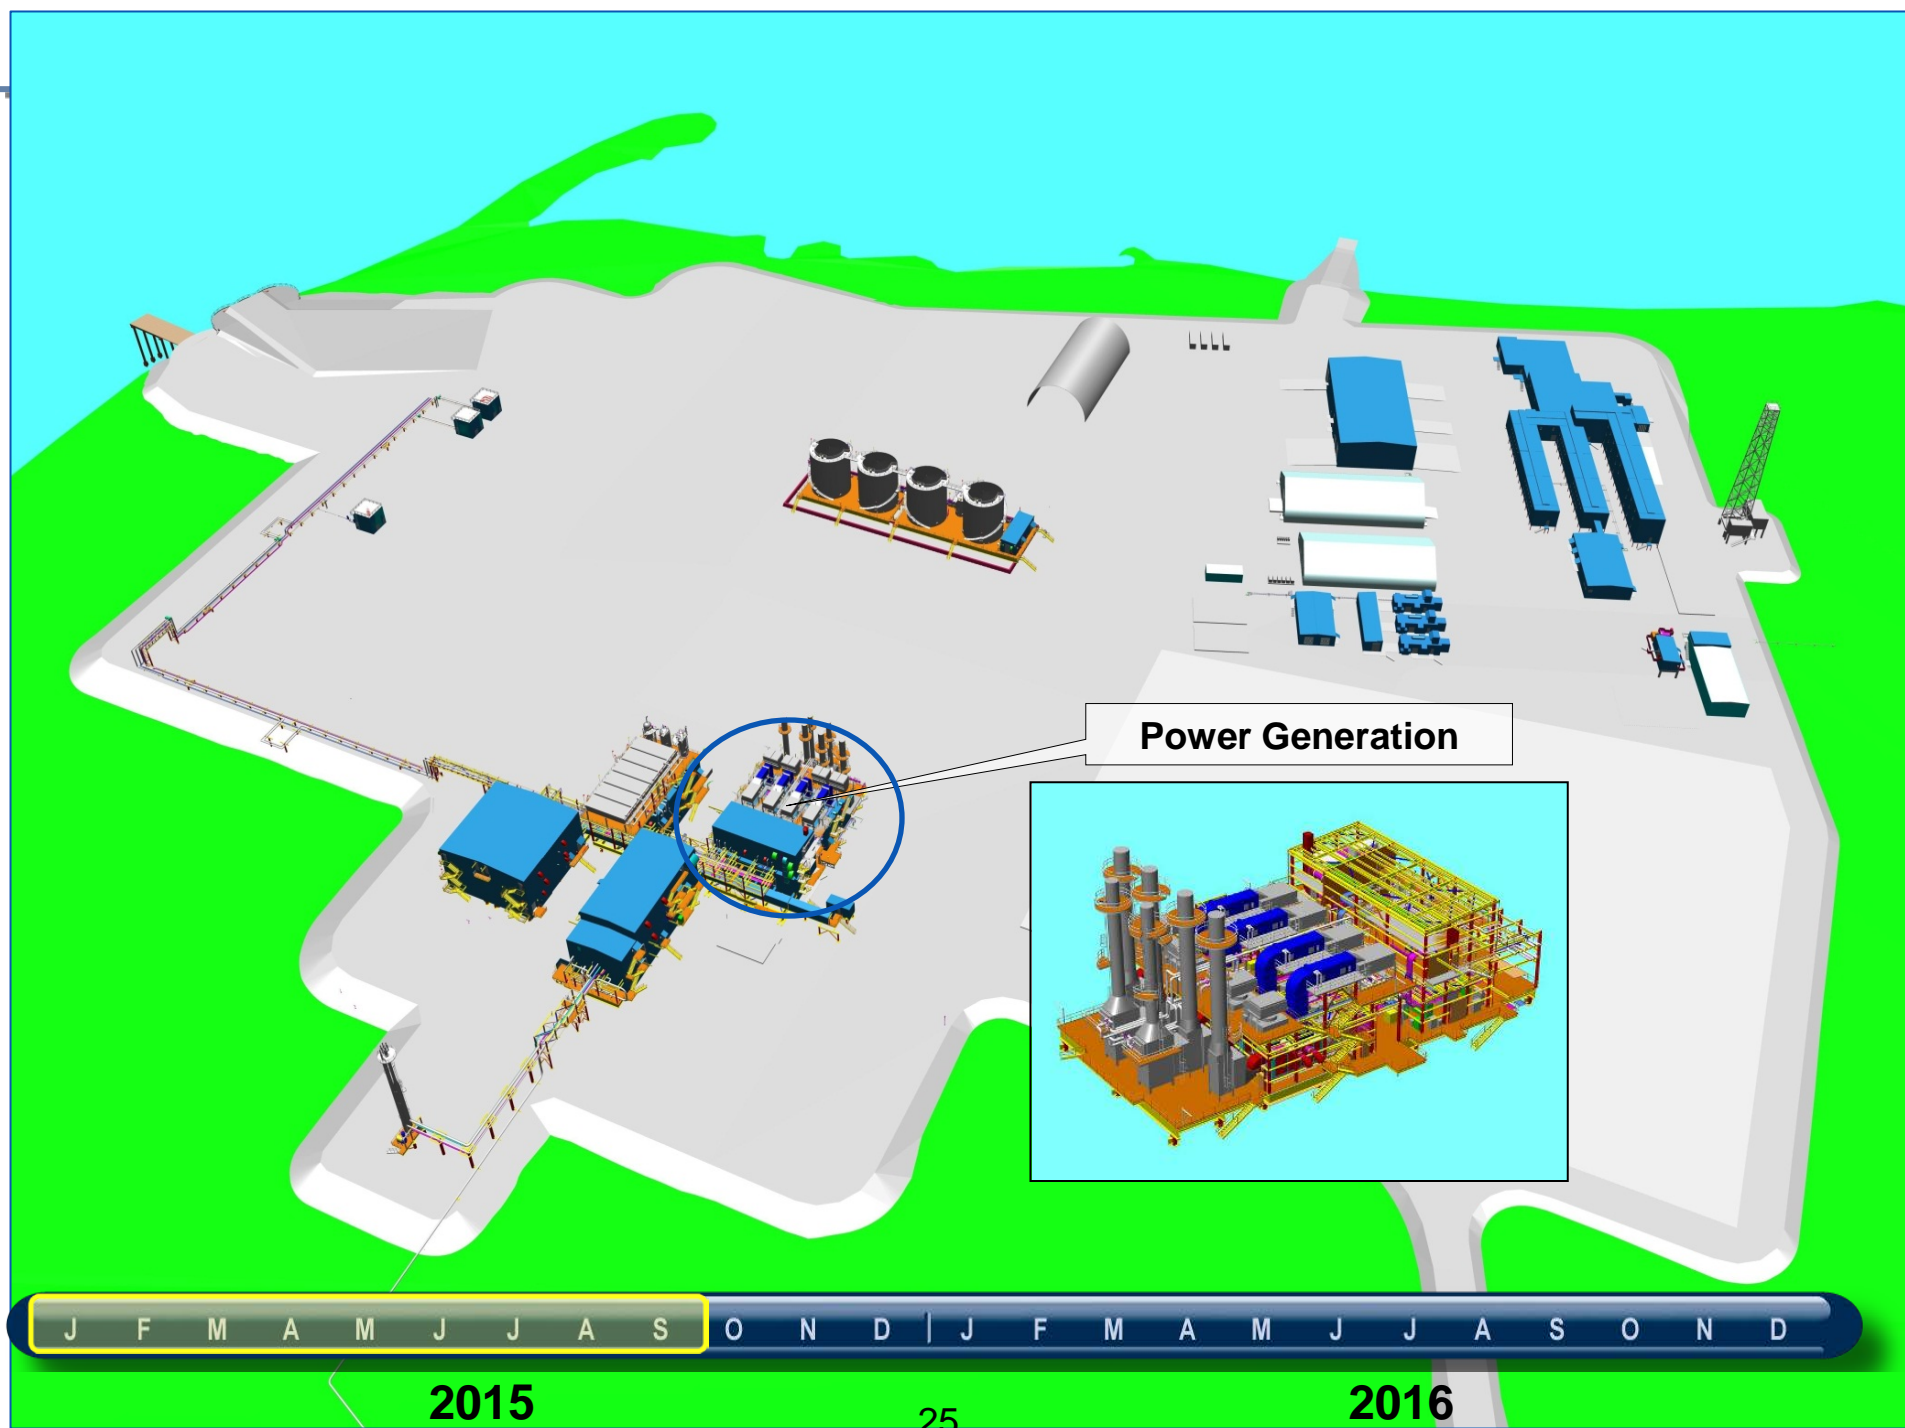 Power Generation
J F M A M J J A S O N D | J F M A M J J A S O N D
2015 2016
25